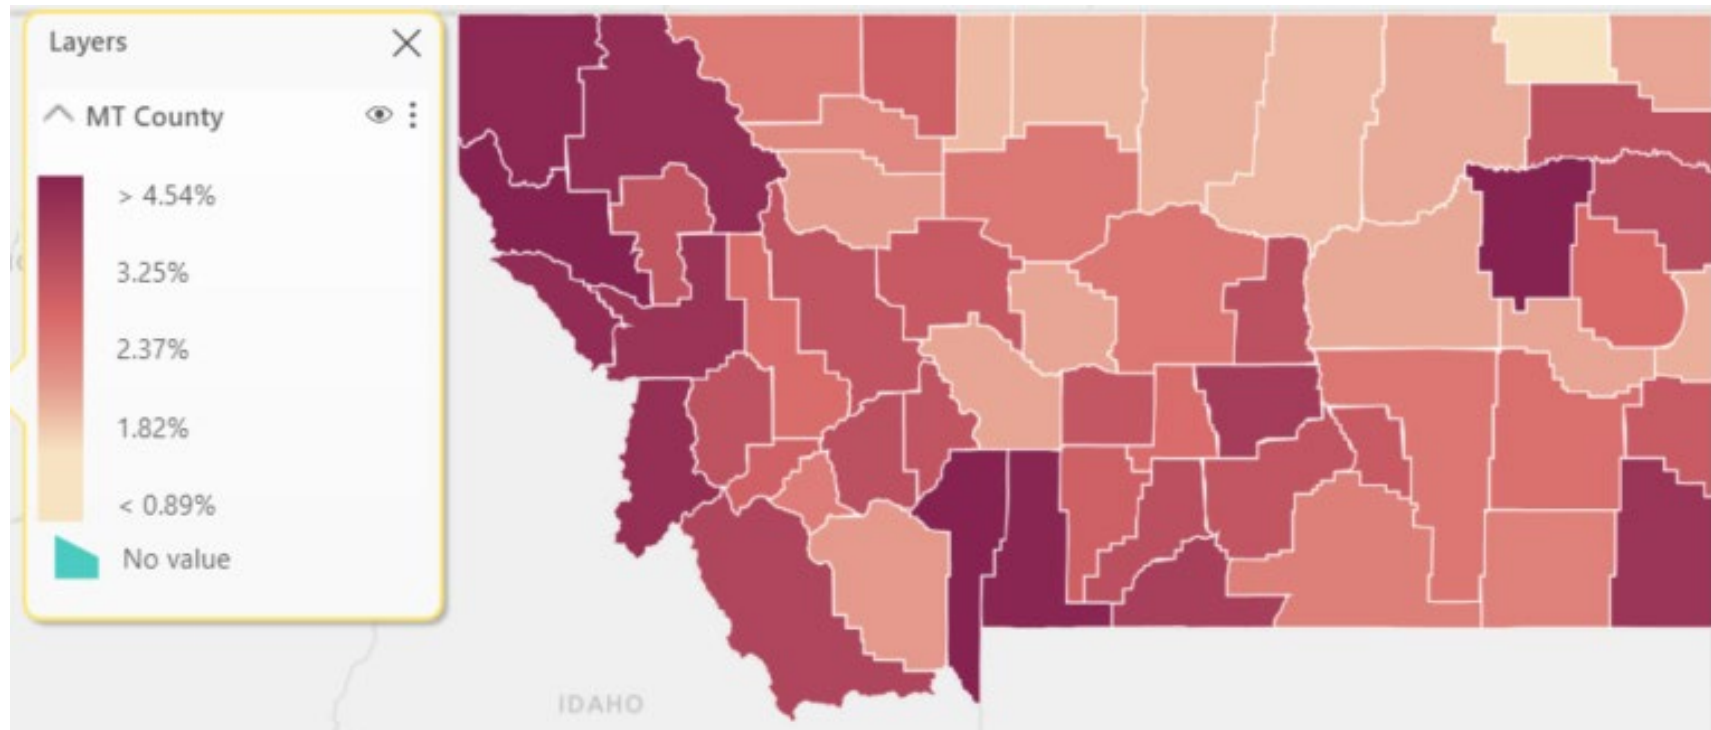 Layers
MT County
> 4.54%
3.25%
2.37%
1.82%
< 0.89%
No value
IDAHO